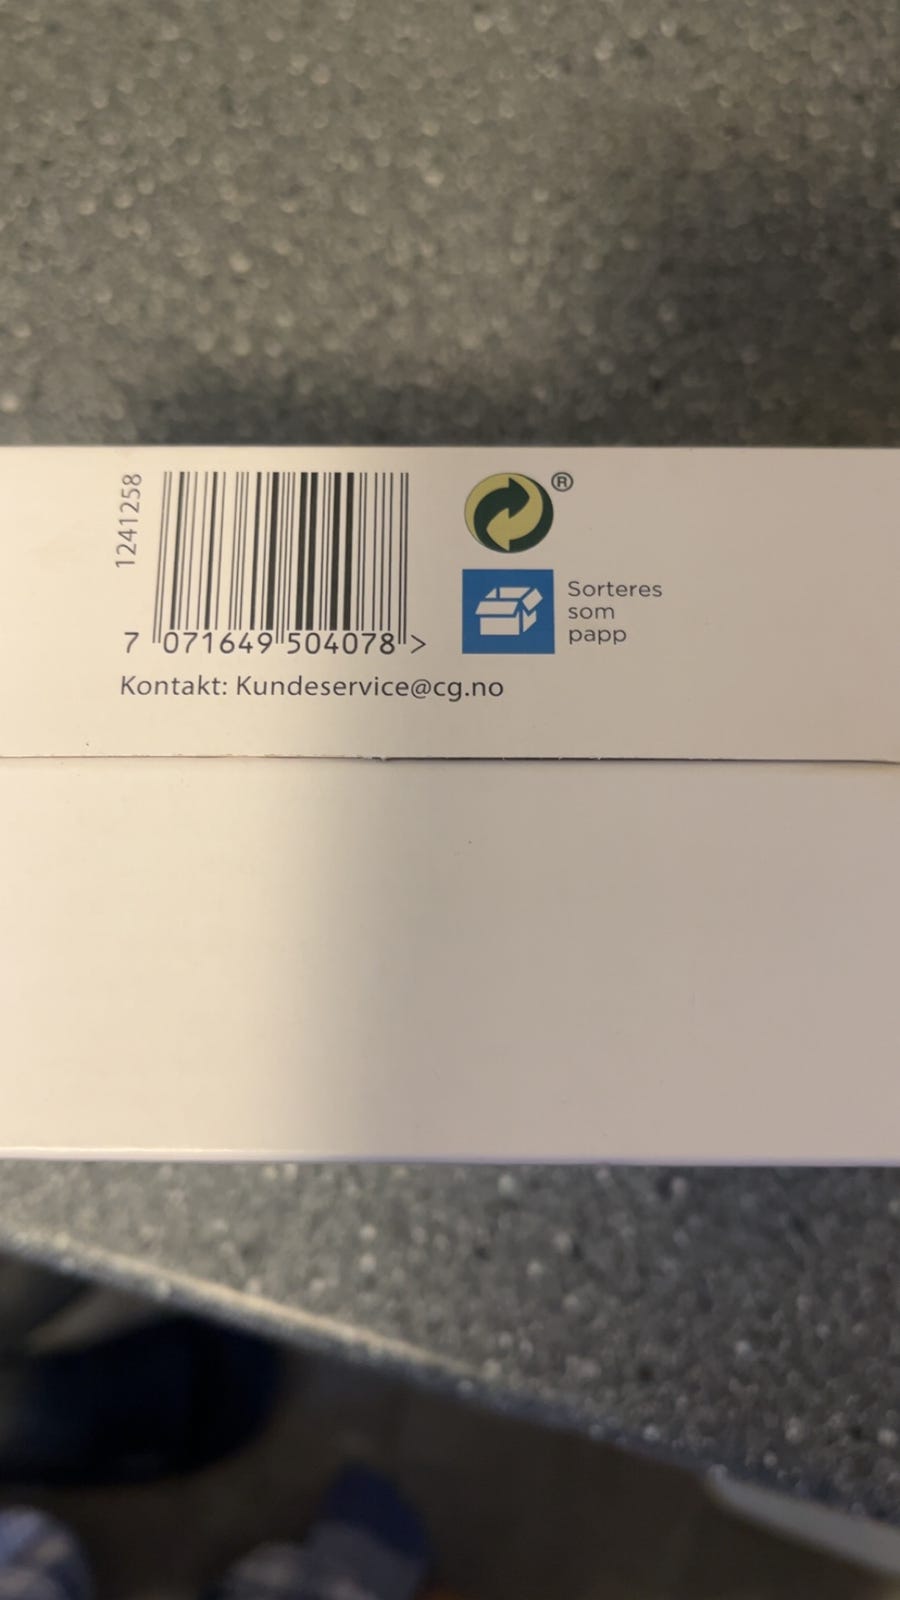 1241258
7 071649 504078 >
®
Sorteres
som
papp
Kontakt: Kundeservice@cg.no